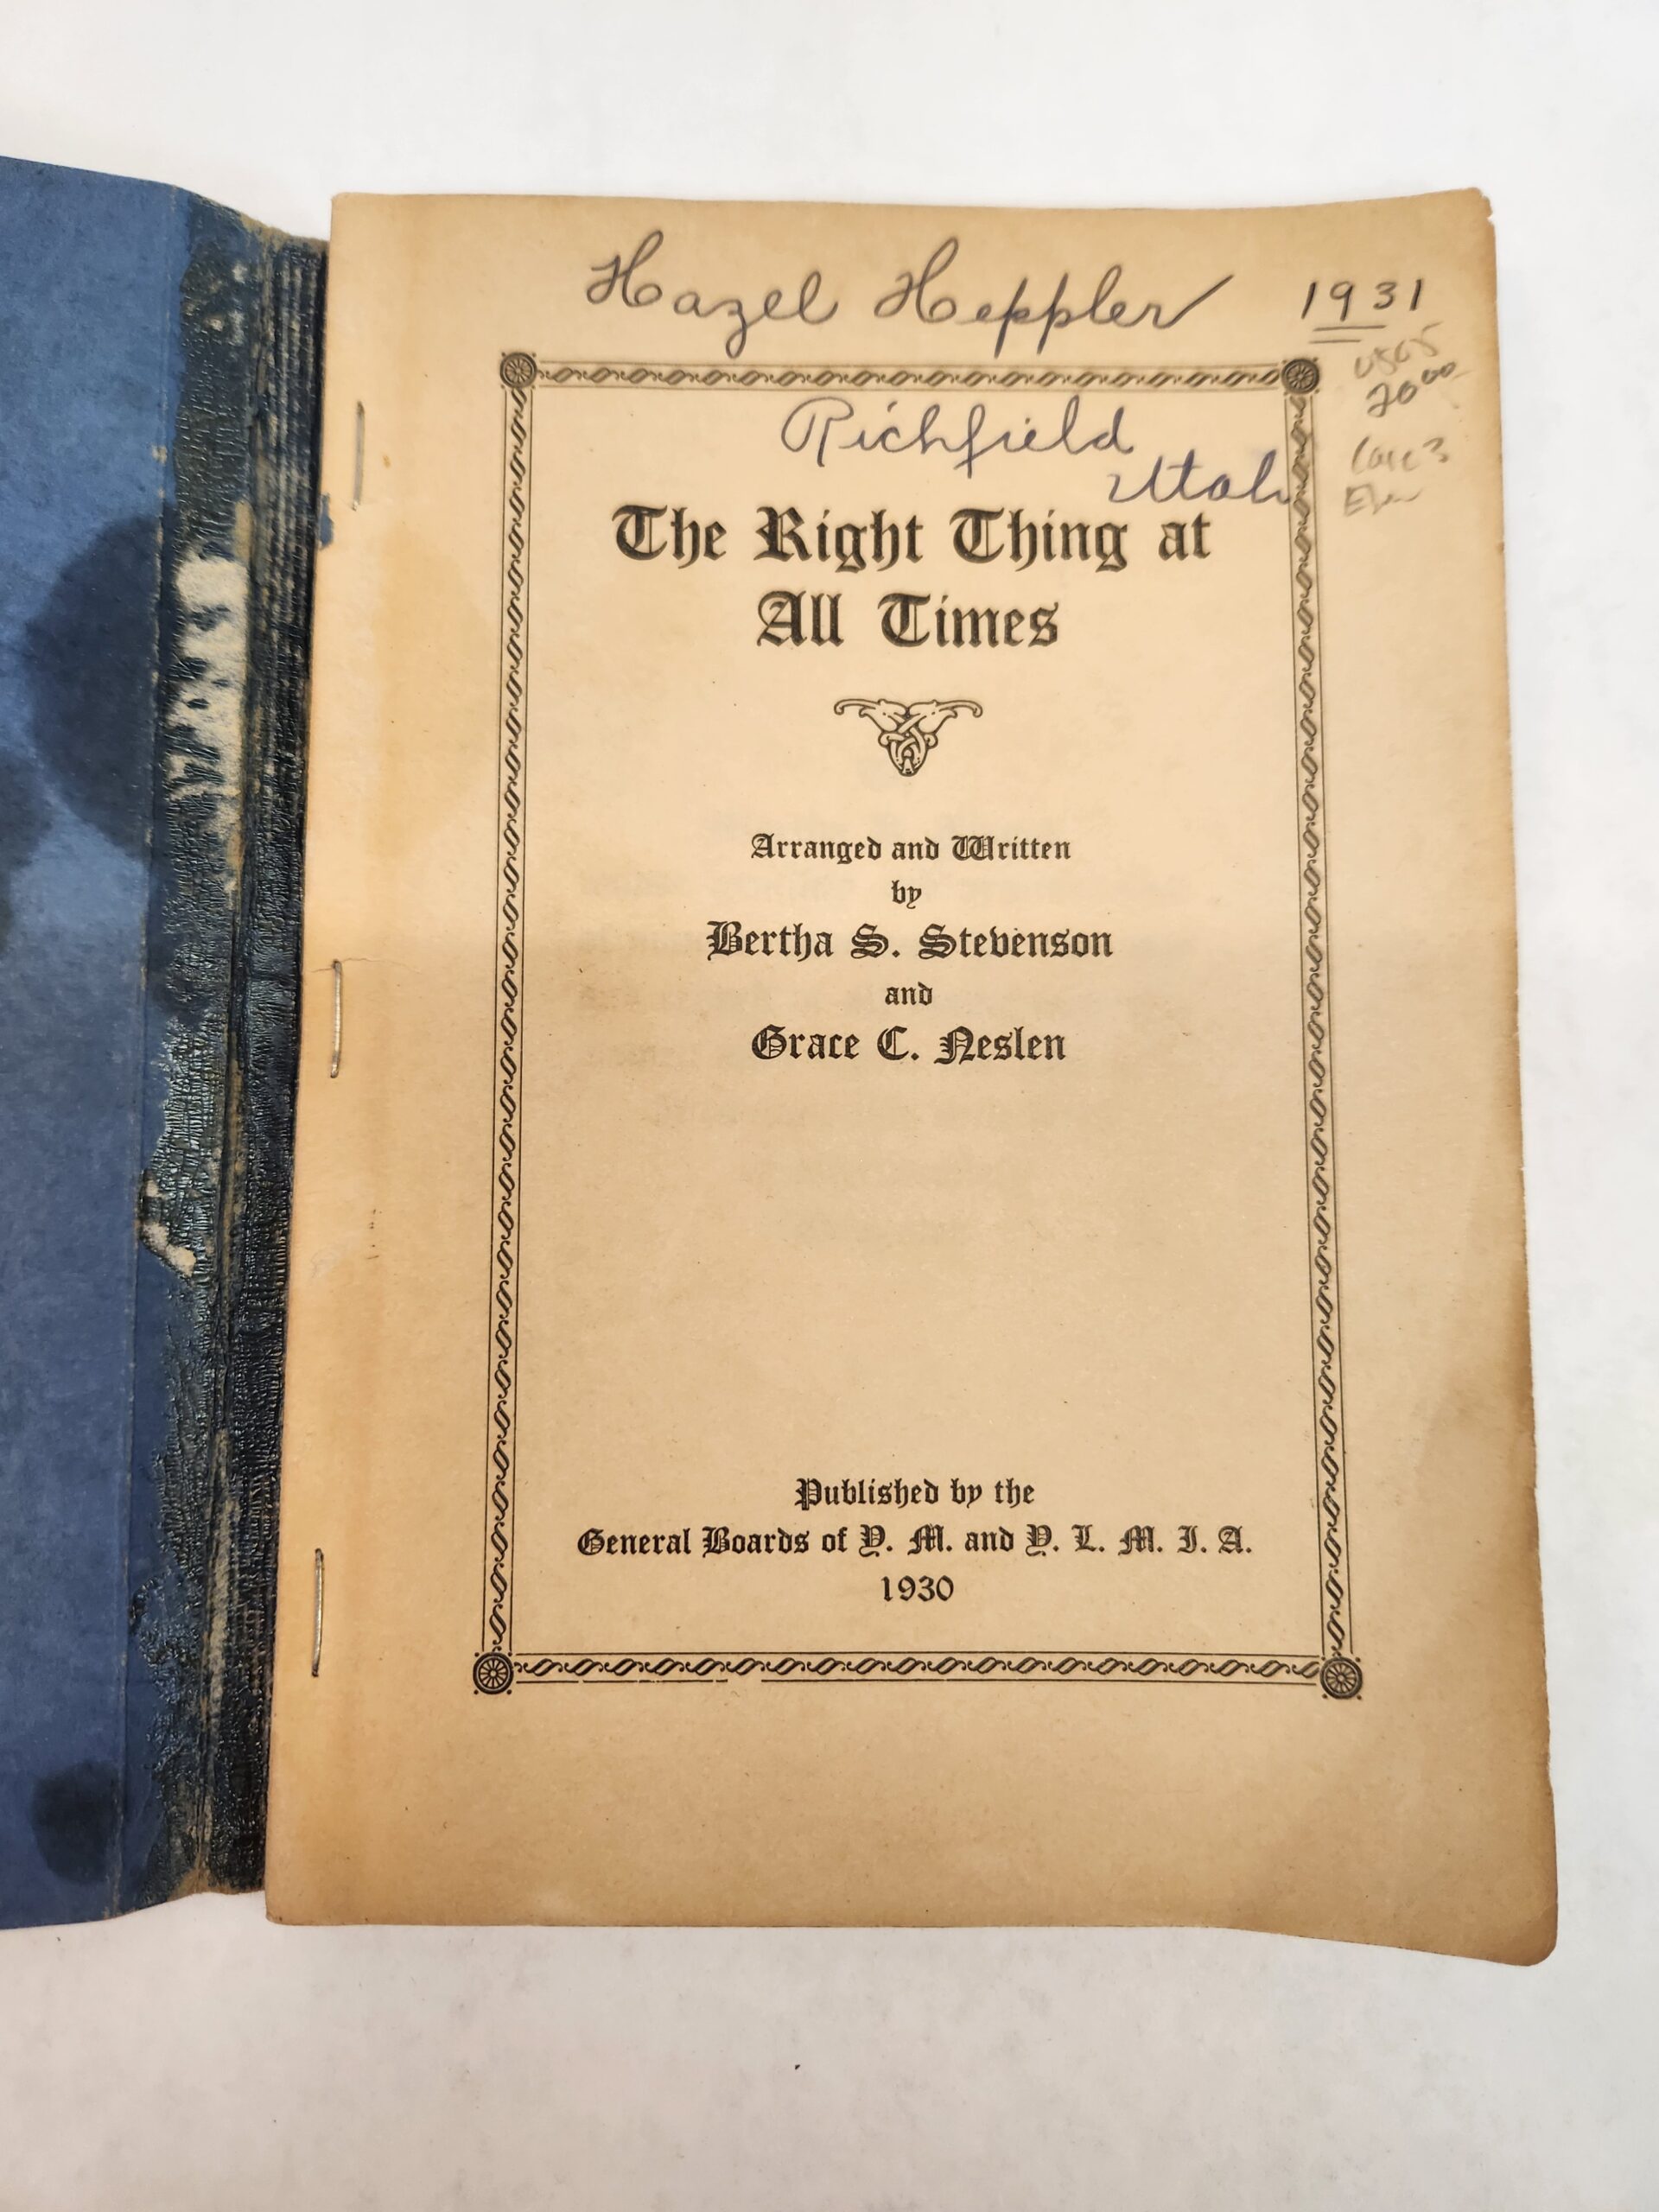 Hazel Heppler 1931
20⁰⁰
Richfield
Utah
The Right Thing at
All Times
Arranged and Written
by
Bertha S. Stevenson
and
Grace C. Neslen
Published by the
General Boards of Y. M. and Y. L. M. I. A.
1930